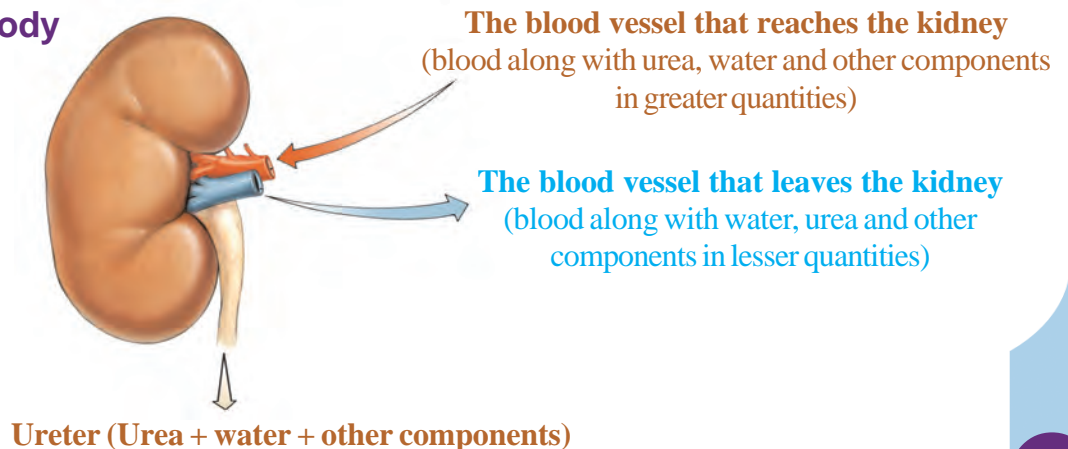 ody
The blood vessel that reaches the kidney
(blood along with urea, water and other components
in greater quantities)
The blood vessel that leaves the kidney
(blood along with water, urea and other
components in lesser quantities)
Ureter (Urea + water + other components)